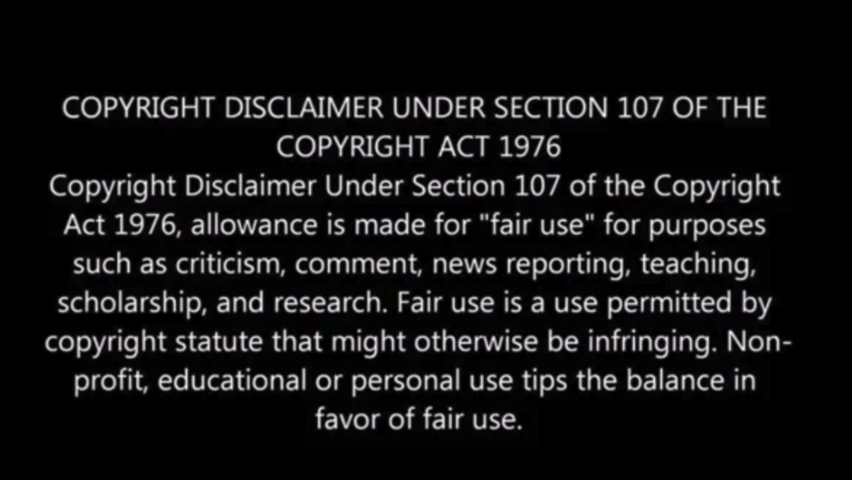 COPYRIGHT DISCLAIMER UNDER SECTION 107 OF THE
COPYRIGHT ACT 1976
Copyright Disclaimer Under Section 107 of the Copyright
Act 1976, allowance is made for "fair use" for purposes
such as criticism, comment, news reporting, teaching,
scholarship, and research. Fair use is a use permitted by
copyright statute that might otherwise be infringing. Non-
profit, educational or personal use tips the balance in
favor of fair use.